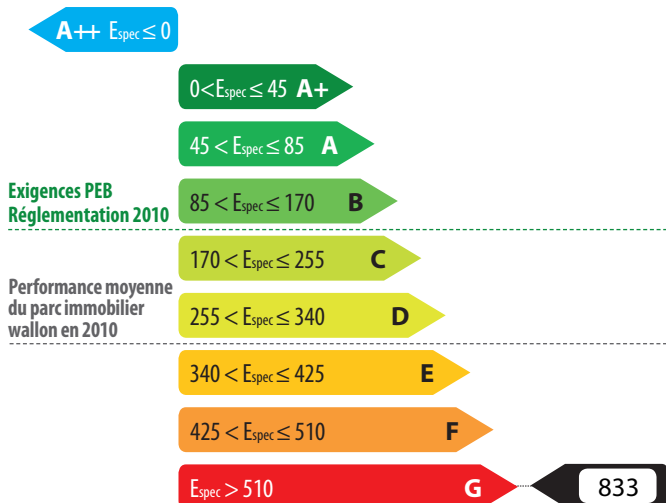 A++ Espec ≤ 0
0 < Espec ≤ 45 A+
45 < Espec ≤ 85 A
Exigences PEB
Réglementation 2010
85 < Espec ≤ 170 B
170 < Espec ≤ 255 C
Performance moyenne
du parc immobilier
wallon en 2010
255 < Espec ≤ 340 D
340 < Espec ≤ 425 E
425 < Espec ≤ 510 F
Espec > 510 G 833